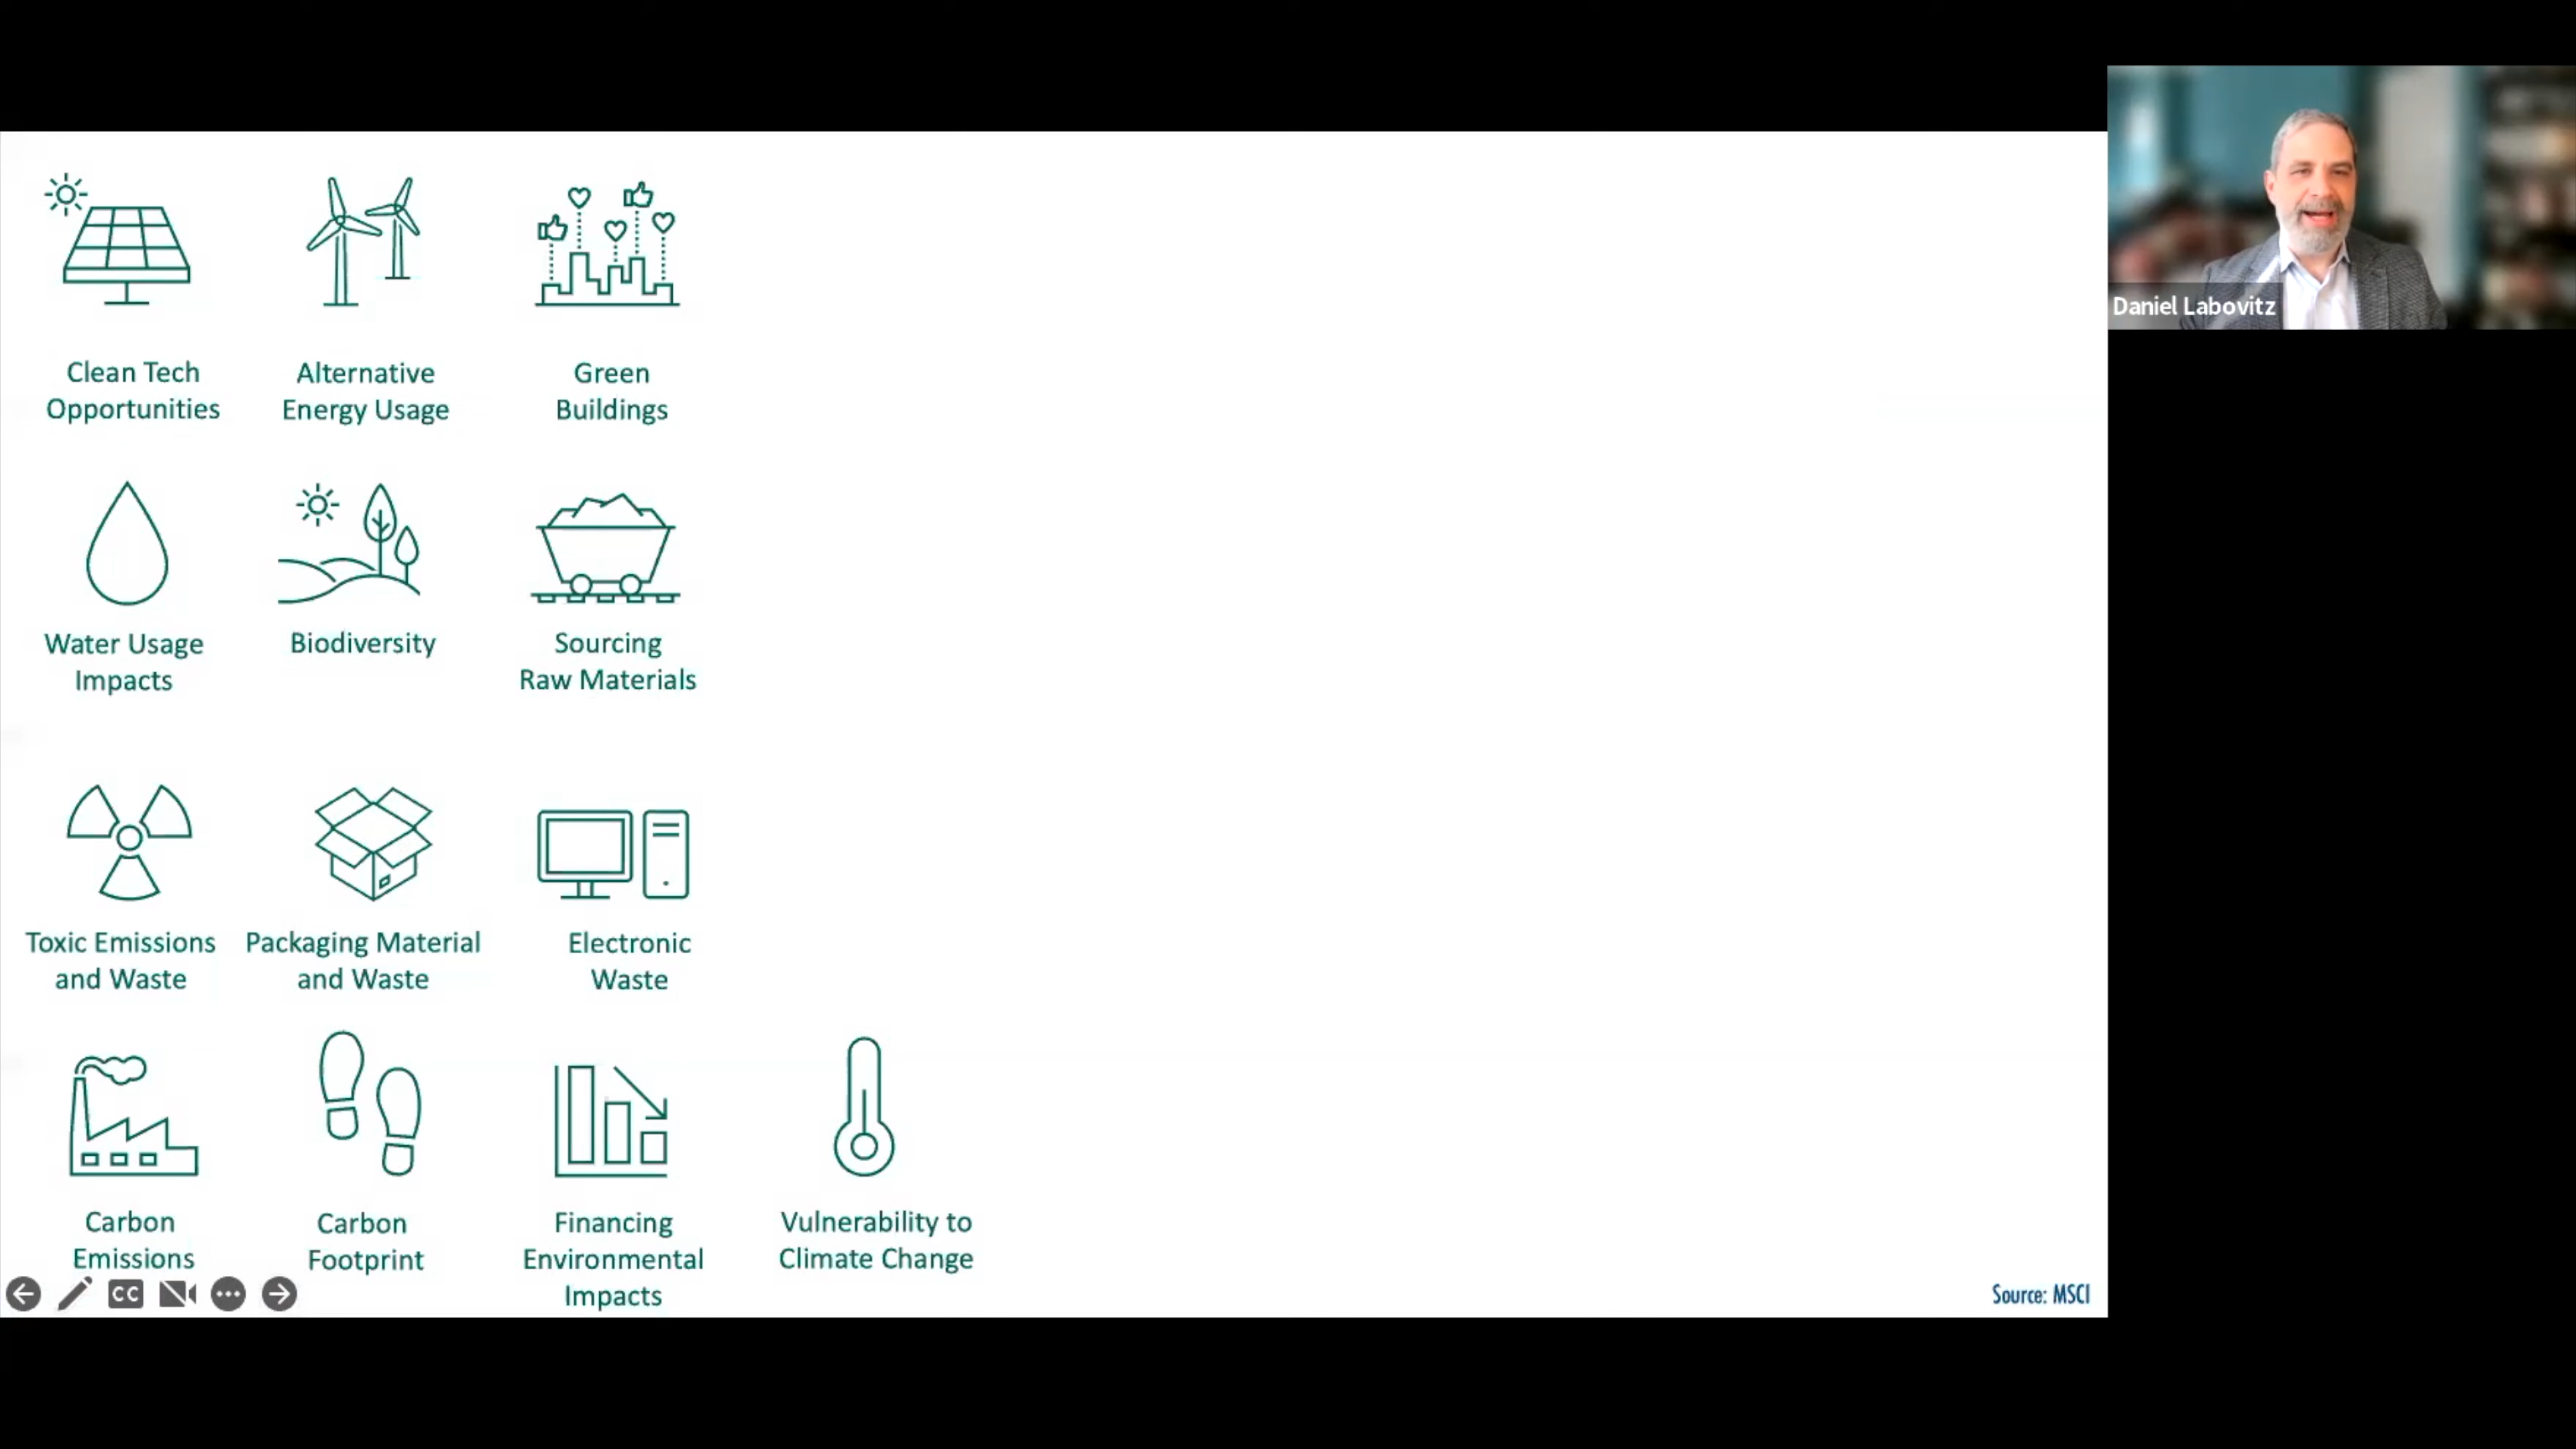 Clean Tech
Opportunities
Alternative
Energy Usage
Green
Buildings
Water Usage
Impacts
Biodiversity
Sourcing
Raw Materials
Toxic Emissions
and Waste
Packaging Material
and Waste
Electronic
Waste
Carbon
Emissions
Carbon
Footprint
Financing
Environmental
Impacts
Vulnerability to
Climate Change
CC
Source: MSCI
Daniel Labovitz